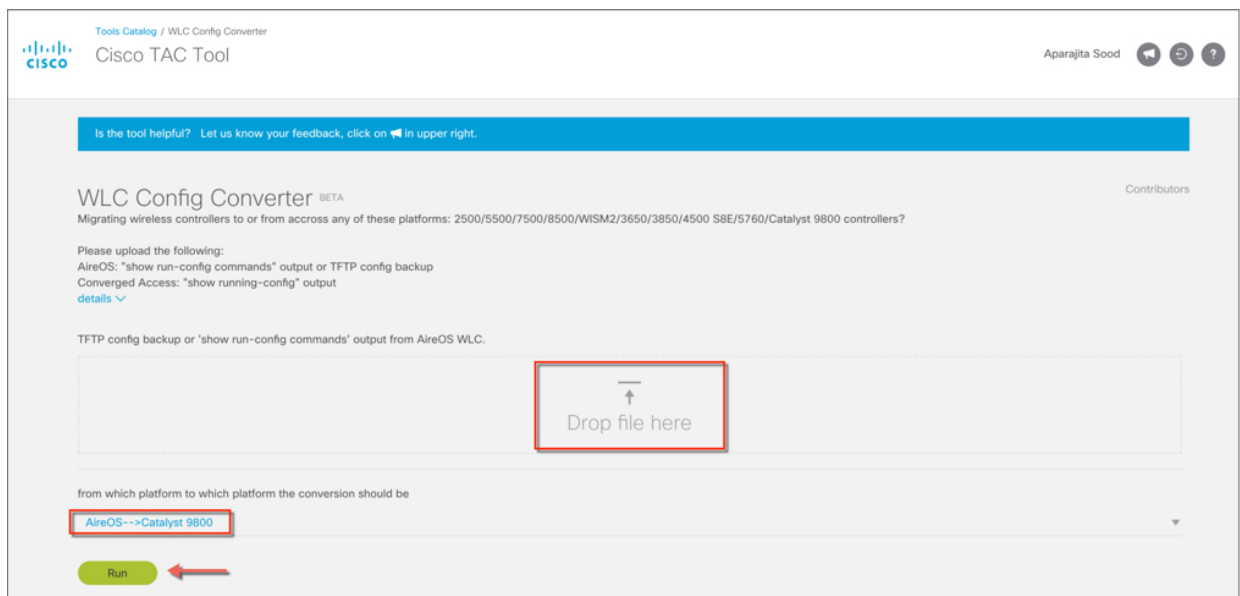 Tools Catalog / WLC Config Converter
cisco
Cisco TAC Tool
Aparajita Sood
?
Is the tool helpful? Let us know your feedback, click on in upper right.
WLC Config Converter BETA
Contributors
Migrating wireless controllers to or from accross any of these platforms: 2500/5500/7500/8500/WISM2/3650/3850/4500 S8E/5760/Catalyst 9800 controllers?
Please upload the following:
AireOS: "show run-config commands" output or TFTP config backup
Converged Access: "show running-config" output
details
TFTP config backup or 'show run-config commands' output from AireOS WLC.
Drop file here
from which platform to which platform the conversion should be
AireOS-->Catalyst 9800
Run